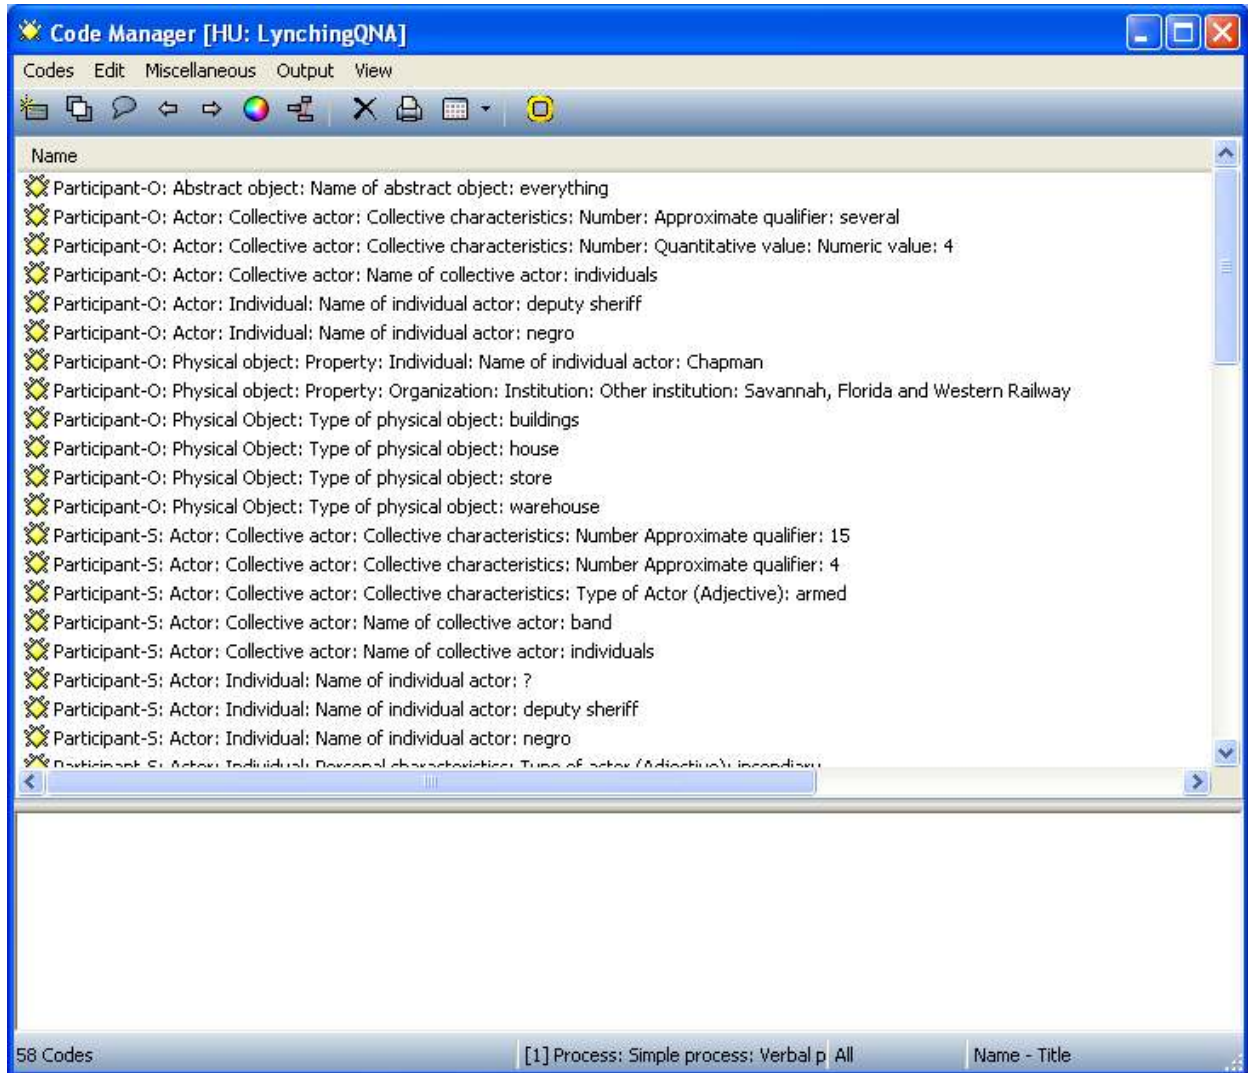 Code Manager [HU: LynchingQNA]
Codes Edit Miscellaneous Output View
Name
Participant-O: Abstract object: Name of abstract object: everything
Participant-O: Actor: Collective actor: Collective characteristics: Number: Approximate qualifier: several
Participant-O: Actor: Collective actor: Collective characteristics: Number: Quantitative value: Numeric value: 4
Participant-O: Actor: Collective actor: Name of collective actor: individuals
Participant-O: Actor: Individual: Name of individual actor: deputy sheriff
Participant-O: Actor: Individual: Name of individual actor: negro
Participant-O: Physical object: Property: Individual: Name of individual actor: Chapman
Participant-O: Physical object: Property: Organization: Institution: Other institution: Savannah, Florida and Western Railway
Participant-O: Physical Object: Type of physical object: buildings
Participant-O: Physical Object: Type of physical object: house
Participant-O: Physical Object: Type of physical object: store
Participant-O: Physical Object: Type of physical object: warehouse
Participant-S: Actor: Collective actor: Collective characteristics: Number Approximate qualifier: 15
Participant-S: Actor: Collective actor: Collective characteristics: Number Approximate qualifier: 4
Participant-S: Actor: Collective actor: Collective characteristics: Type of Actor (Adjective): armed
Participant-S: Actor: Collective actor: Name of collective actor: band
Participant-S: Actor: Collective actor: Name of collective actor: individuals
Participant-S: Actor: Individual: Name of individual actor: ?
Participant-S: Actor: Individual: Name of individual actor: deputy sheriff
Participant-S: Actor: Individual: Name of individual actor: negro
Participant-S: Actor: Individual: Personal characteristics: Type of actor (Adjective): incendiary
58 Codes [1] Process: Simple process: Verbal p All Name - Title